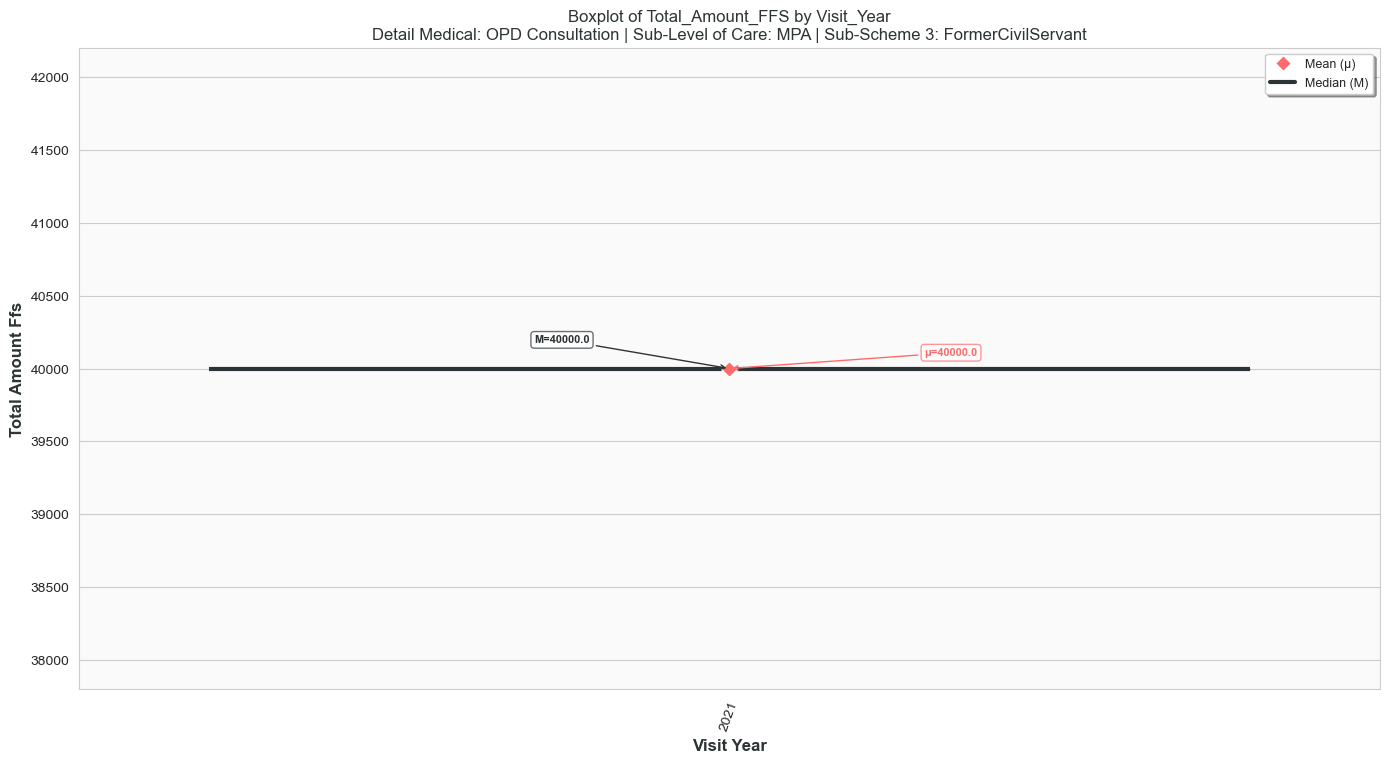 Boxplot of Total_Amount_FFS by Visit_Year
Detail Medical: OPD Consultation | Sub-Level of Care: MPA | Sub-Scheme 3: FormerCivilServant
Mean (μ)
Median (M)
Total Amount Ffs
42000
41500
41000
40500
40000
39500
39000
38500
38000
M=40000.0
μ=40000.0
2021
Visit Year